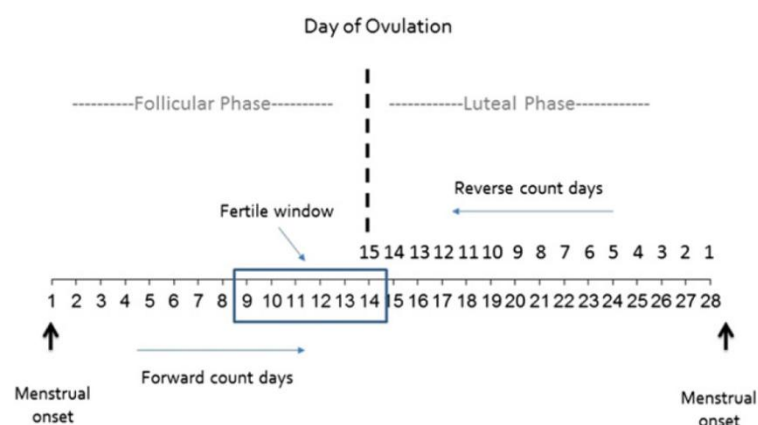 Day of Ovulation
----------Follicular Phase---------- ------------Luteal Phase------------
Reverse count days
Fertile window
15 14 13 12 11 10 9 8 7 6 5 4 3 2 1
1 2 3 4 5 6 7 8 9 10 11 12 13 14 15 16 17 18 19 20 21 22 23 24 25 26 27 28
Forward count days
Menstrual
onset
Menstrual
onset